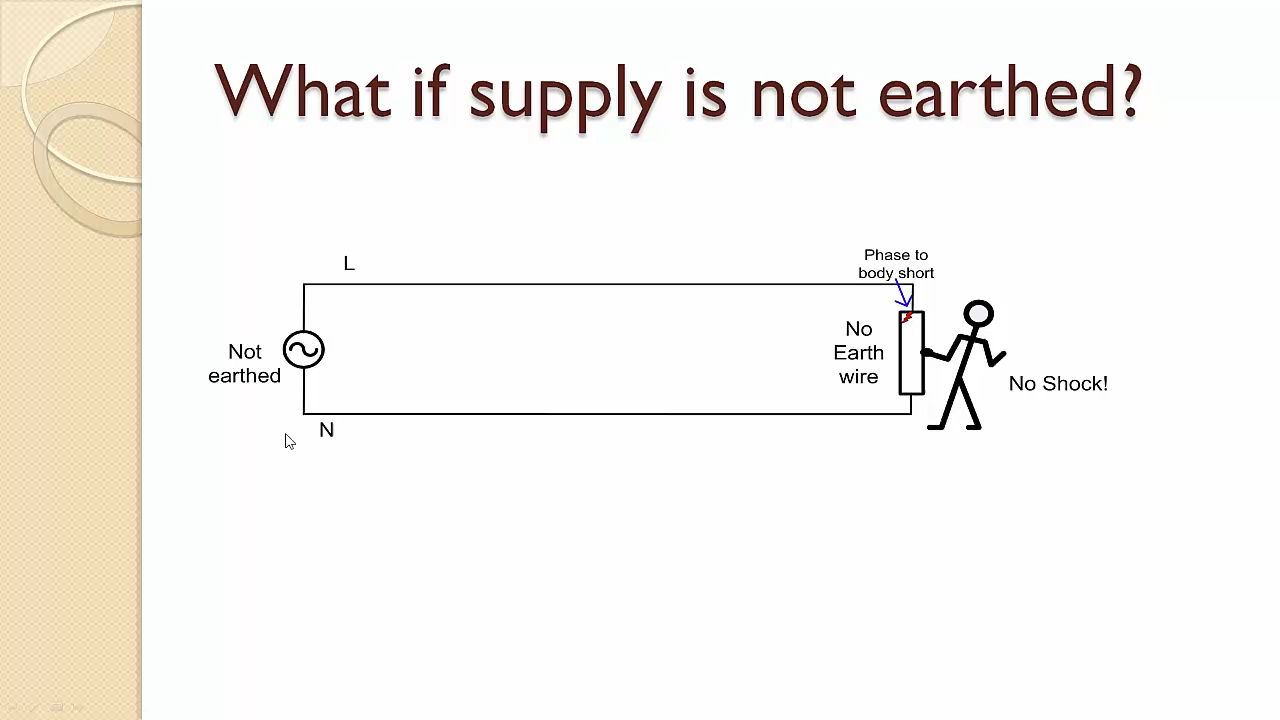 What if supply is not earthed?
Phase to
body short
L
No
Earth
wire
Not
earthed
No Shock!
N